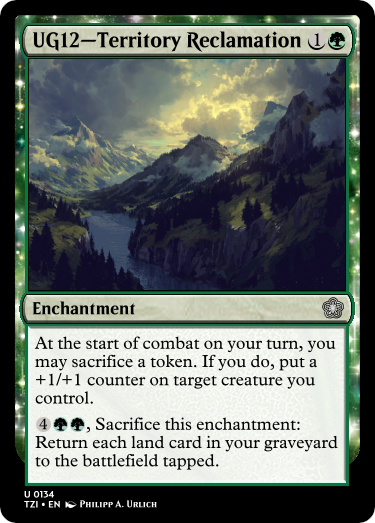 UG12—Territory Reclamation 1
Enchantment
At the start of combat on your turn, you
may sacrifice a token. If you do, put a
+1/+1 counter on target creature you
control.
4, Sacrifice this enchantment:
Return each land card in your graveyard
to the battlefield tapped.
U 0134
TZI • EN Philipp A. Urlich